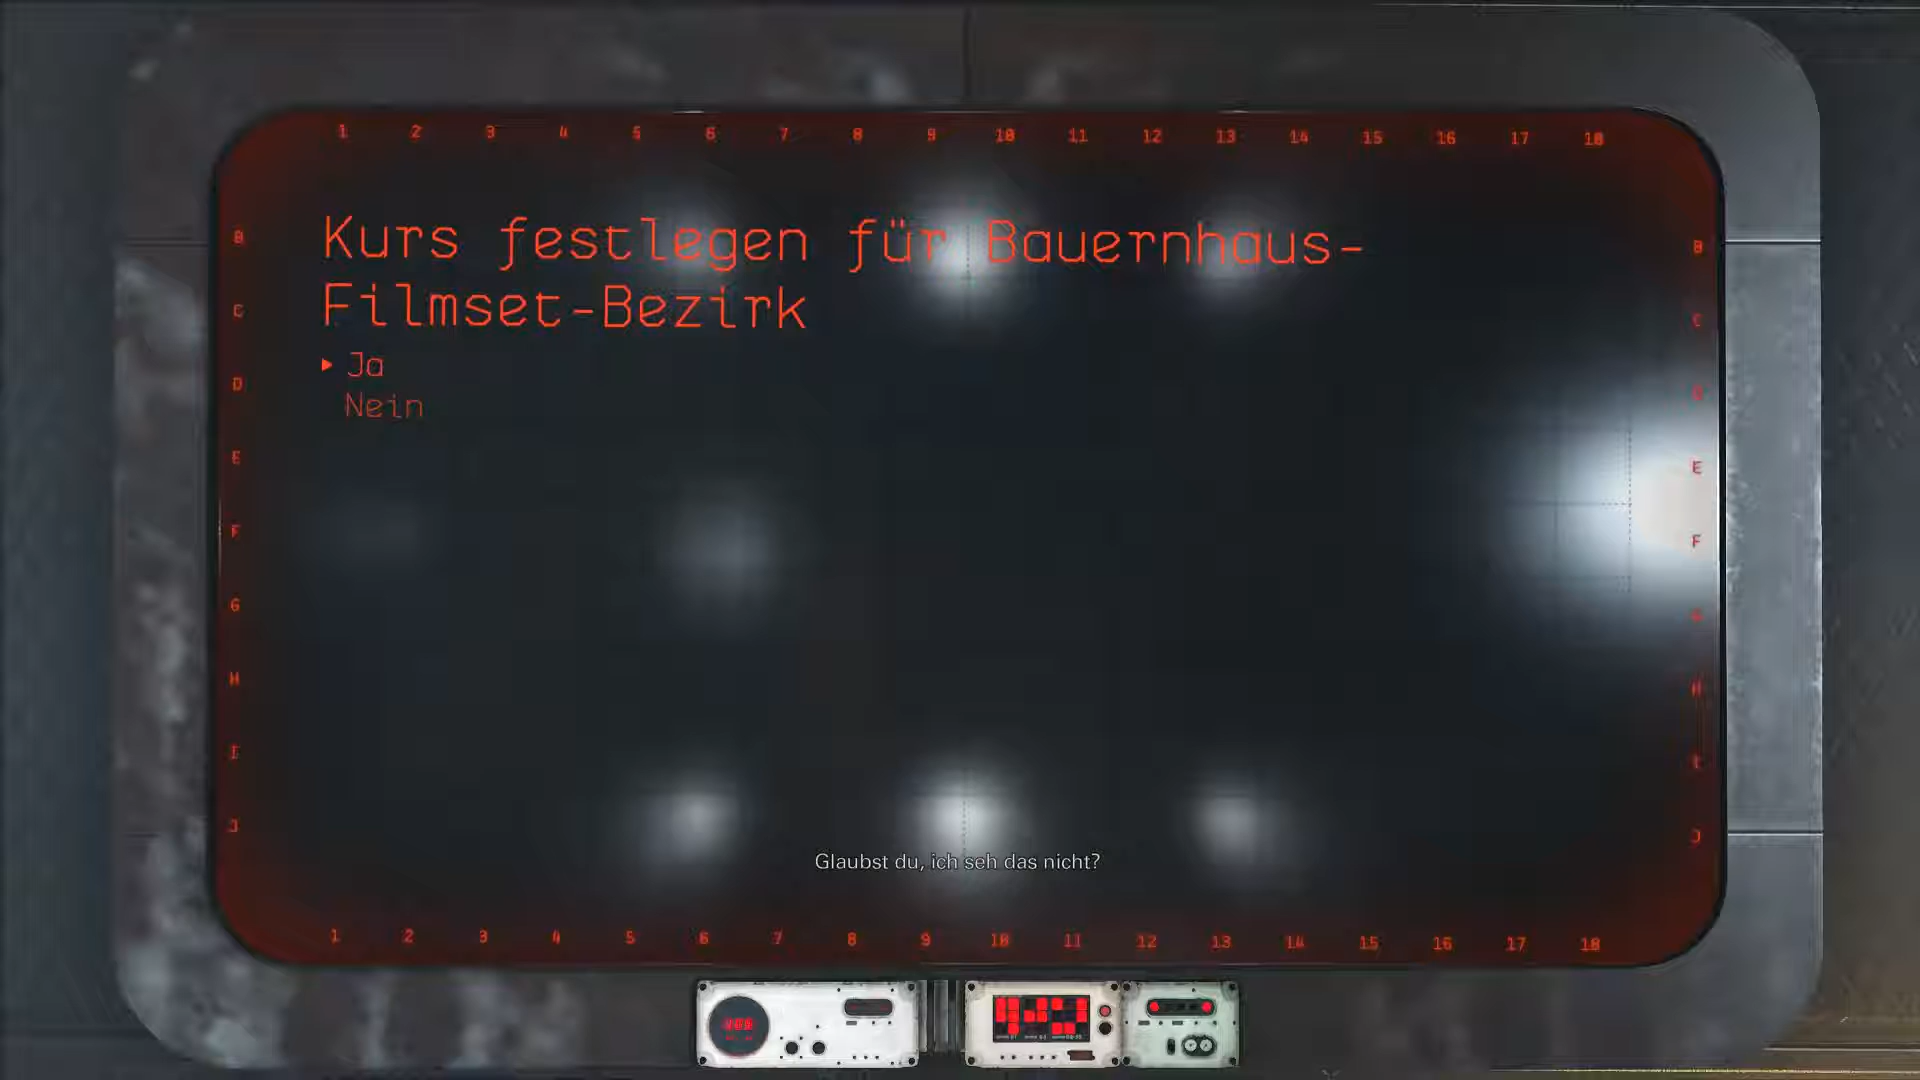 1 2 3 4 5 6 7 8 9 10 11 12 13 14 15 16 17 18
Kurs festlegen für Bauernhaus-
Filmset-Bezirk
Ja
Nein
B B
C C
D D
E E
F F
G G
H H
I I
J J
Glaubst du, ich seh das nicht?
1 2 3 4 5 6 7 8 9 10 11 12 13 14 15 16 17 18